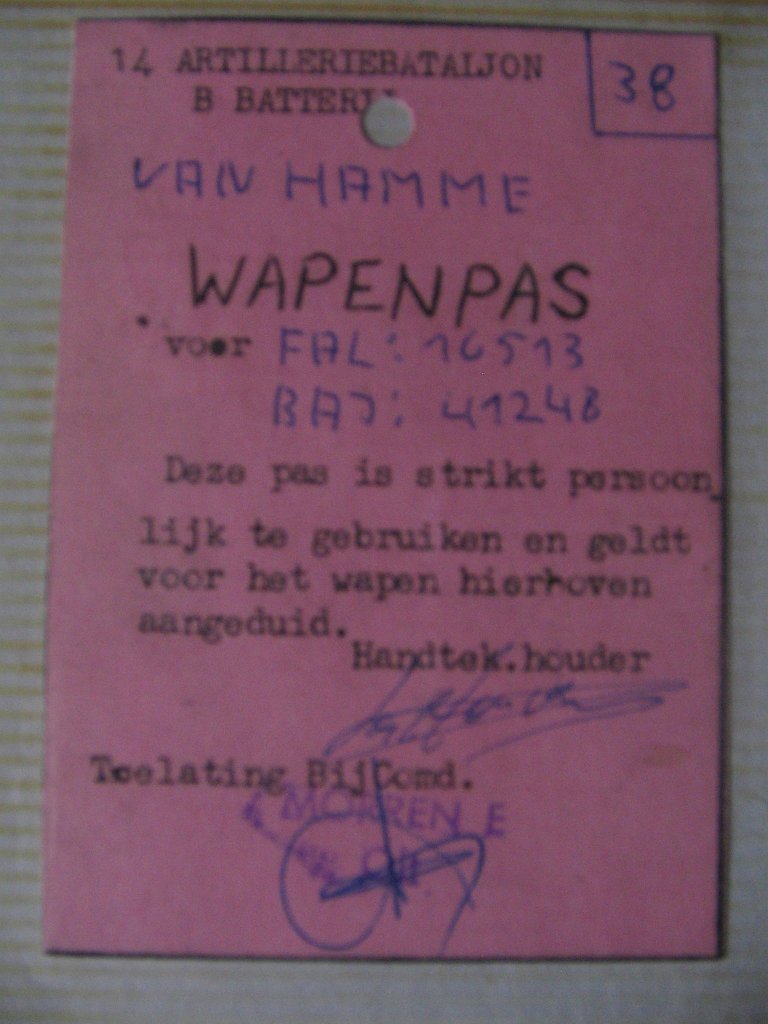 14 ARTILLERIEBATALJON
B BATTERIJ
38
VAN HAMME
WAPENPAS
voor FAL: 16513
BAJ: 41248
Deze pas is strikt persoon
lijk te gebruiken en geldt
voor het wapen hierboven
aangeduid.
Handtek.houder
Toelating BijComd.
MORREN E